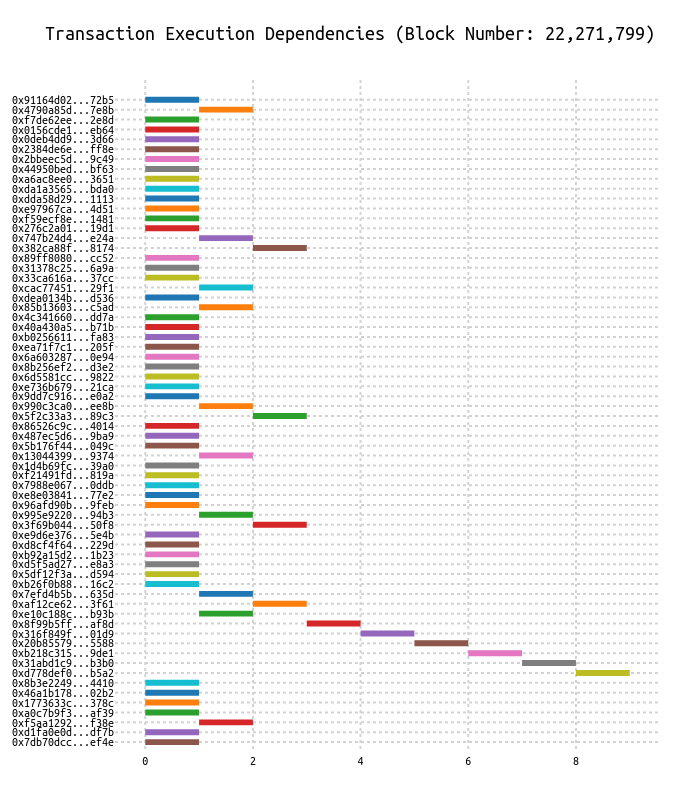 Transaction Execution Dependencies (Block Number: 22,271,799)
0x91164d02...72b5
0x4790a85d...7e8b
0xf7de62ee...2e8d
0x0156cde1...eb64
0x0deb4dd9...3d66
0x2384de6e...ff8e
0x2bbeec5d...9c49
0x44950bed...bf63
0xa6ac8ee0...3651
0xda1a3565...bda0
0xdda58d29...1113
0xe97967ca...4d51
0xf59ecf8e...1481
0x276c2a01...19d1
0x747b24d4...e24a
0x382ca88f...8174
0x89ff8080...cc52
0x31378c25...6a9a
0x33ca616a...37cc
0xcac77451...29f1
0xdea0134b...d536
0x85b13603...c5ad
0x4c341660...dd7a
0x40a430a5...b71b
0xb0256611...fa83
0xea71f7c1...205f
0x6a603287...0e94
0x8b256ef2...d3e2
0x6d5581cc...9822
0xe736b679...21ca
0x9dd7c916...e0a2
0x990c3ca0...ee8b
0x5f2c33a3...89c3
0x86526c9c...4014
0x487ec5d6...9ba9
0x5b176f44...049c
0x13044399...9374
0x1d4b69fc...39a0
0xf21491fd...819a
0x7988e067...0ddb
0xe8e03841...77e2
0x96afd90b...9feb
0x995e9220...94b3
0x3f69b044...50f8
0xe9d6e376...5e4b
0xd8cf4f64...229d
0xb92a15d2...1b23
0xd5f5ad27...e8a3
0x5df12f3a...d594
0xb26f0b88...16c2
0x7efd4b5b...635d
0xaf12ce62...3f61
0xe10c188c...b93b
0x8f99b5ff...af8d
0x316f849f...01d9
0x20b85579...5588
0xb218c315...9de1
0x31abd1c9...b3b0
0xd778def0...b5a2
0x8b3e2249...4410
0x46a1b178...02b2
0x1773633c...378c
0xa0c7b9f3...af39
0xf5aa1292...f38e
0xd1fa0e0d...df7b
0x7db70dcc...ef4e
0 2 4 6 8